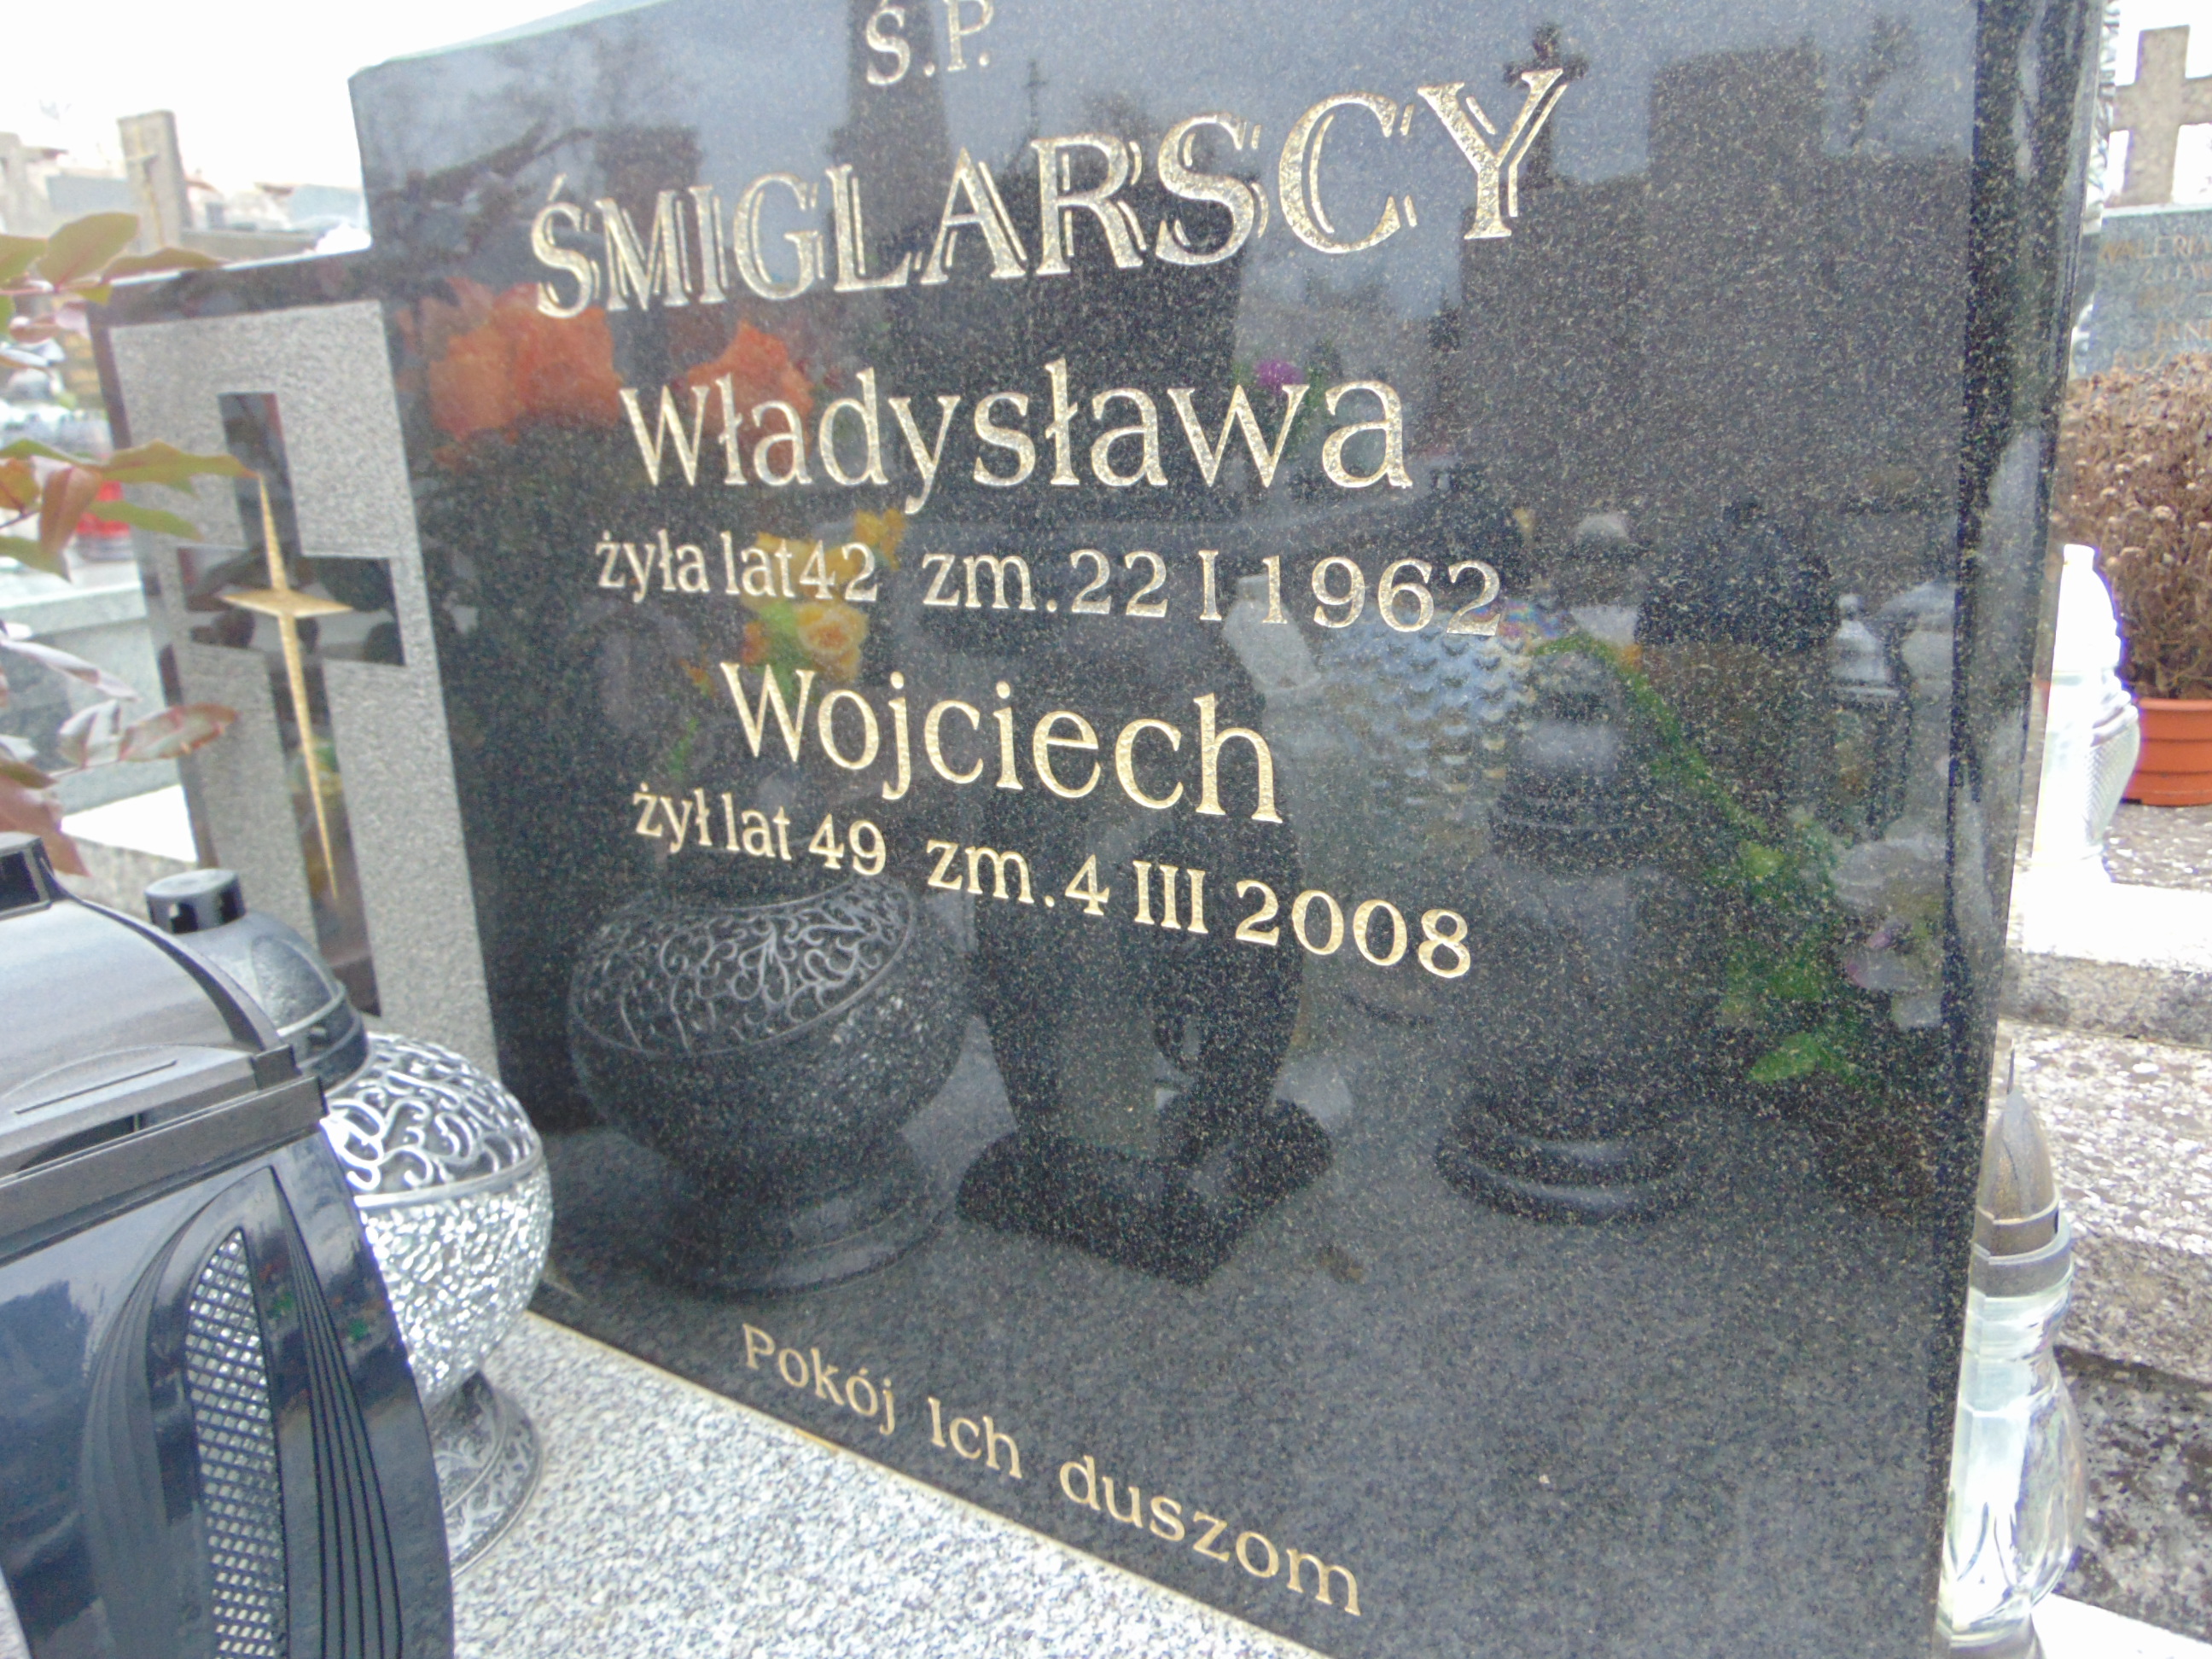 Ś.P.
ŚMIGLARSCY
Władysława
żyła lat 42 zm. 22 I 1962
Wojciech
żył lat 49 zm. 4 III 2008
Pokój Ich duszom